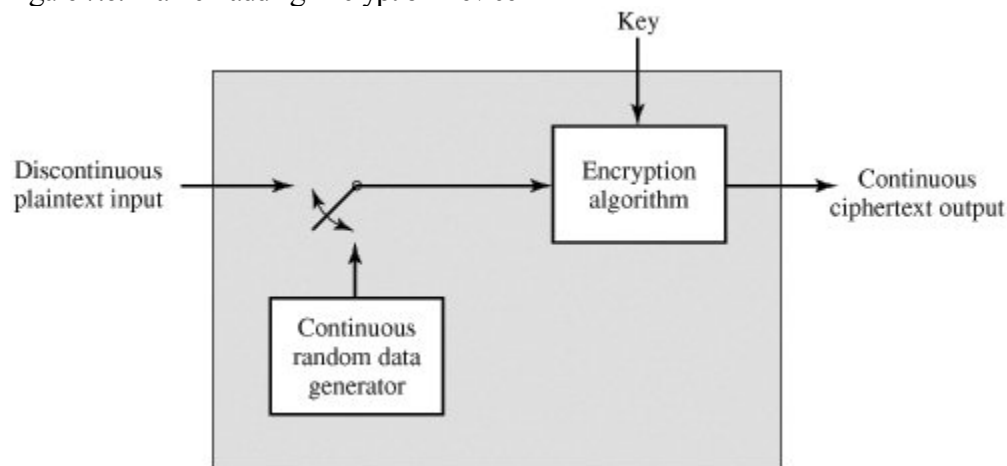 Key
Discontinuous
plaintext input
Encryption
algorithm
Continuous
ciphertext output
Continuous
random data
generator